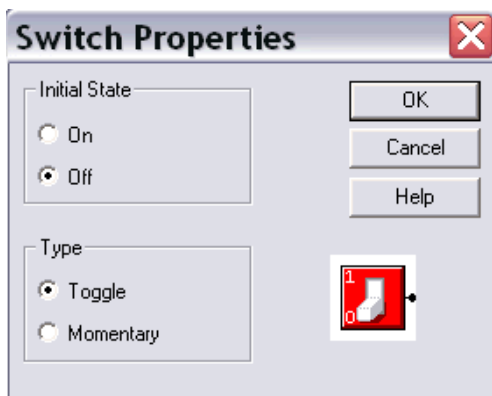 Switch Properties
Initial State
On
Off
OK
Cancel
Help
Type
Toggle
Momentary
1
0